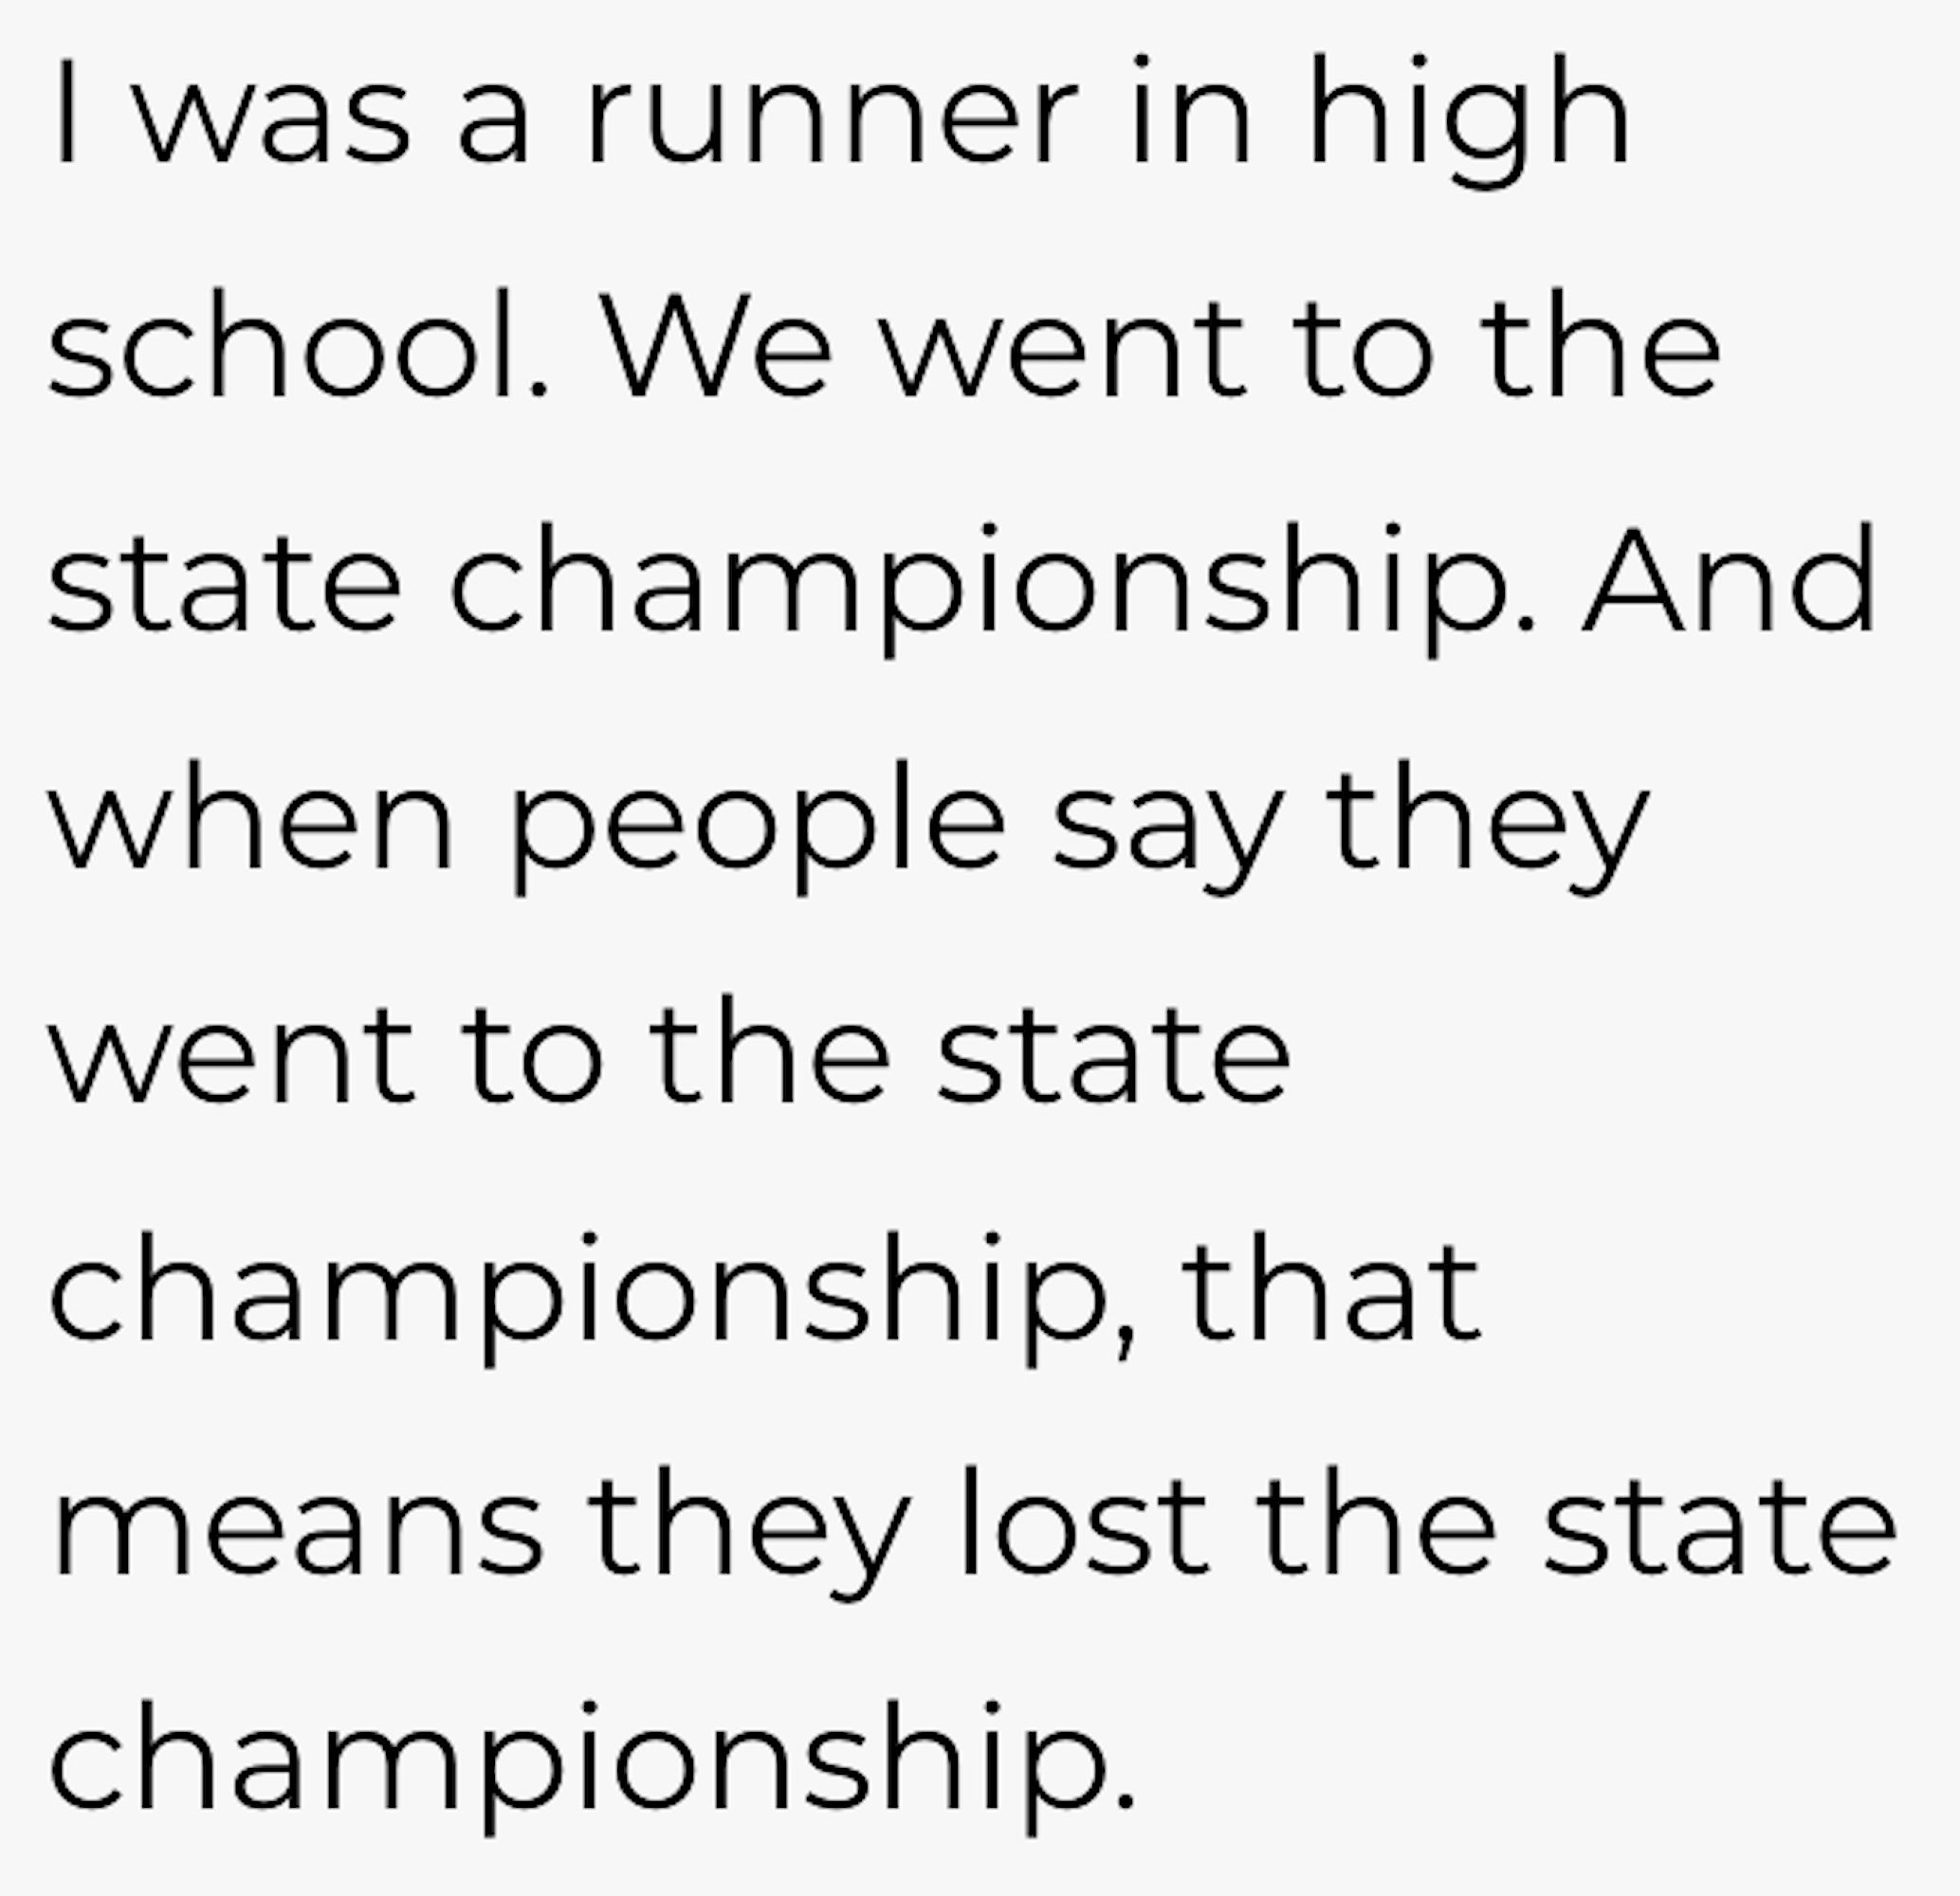 I was a runner in high
school. We went to the
state championship. And
when people say they
went to the state
championship, that
means they lost the state
championship.